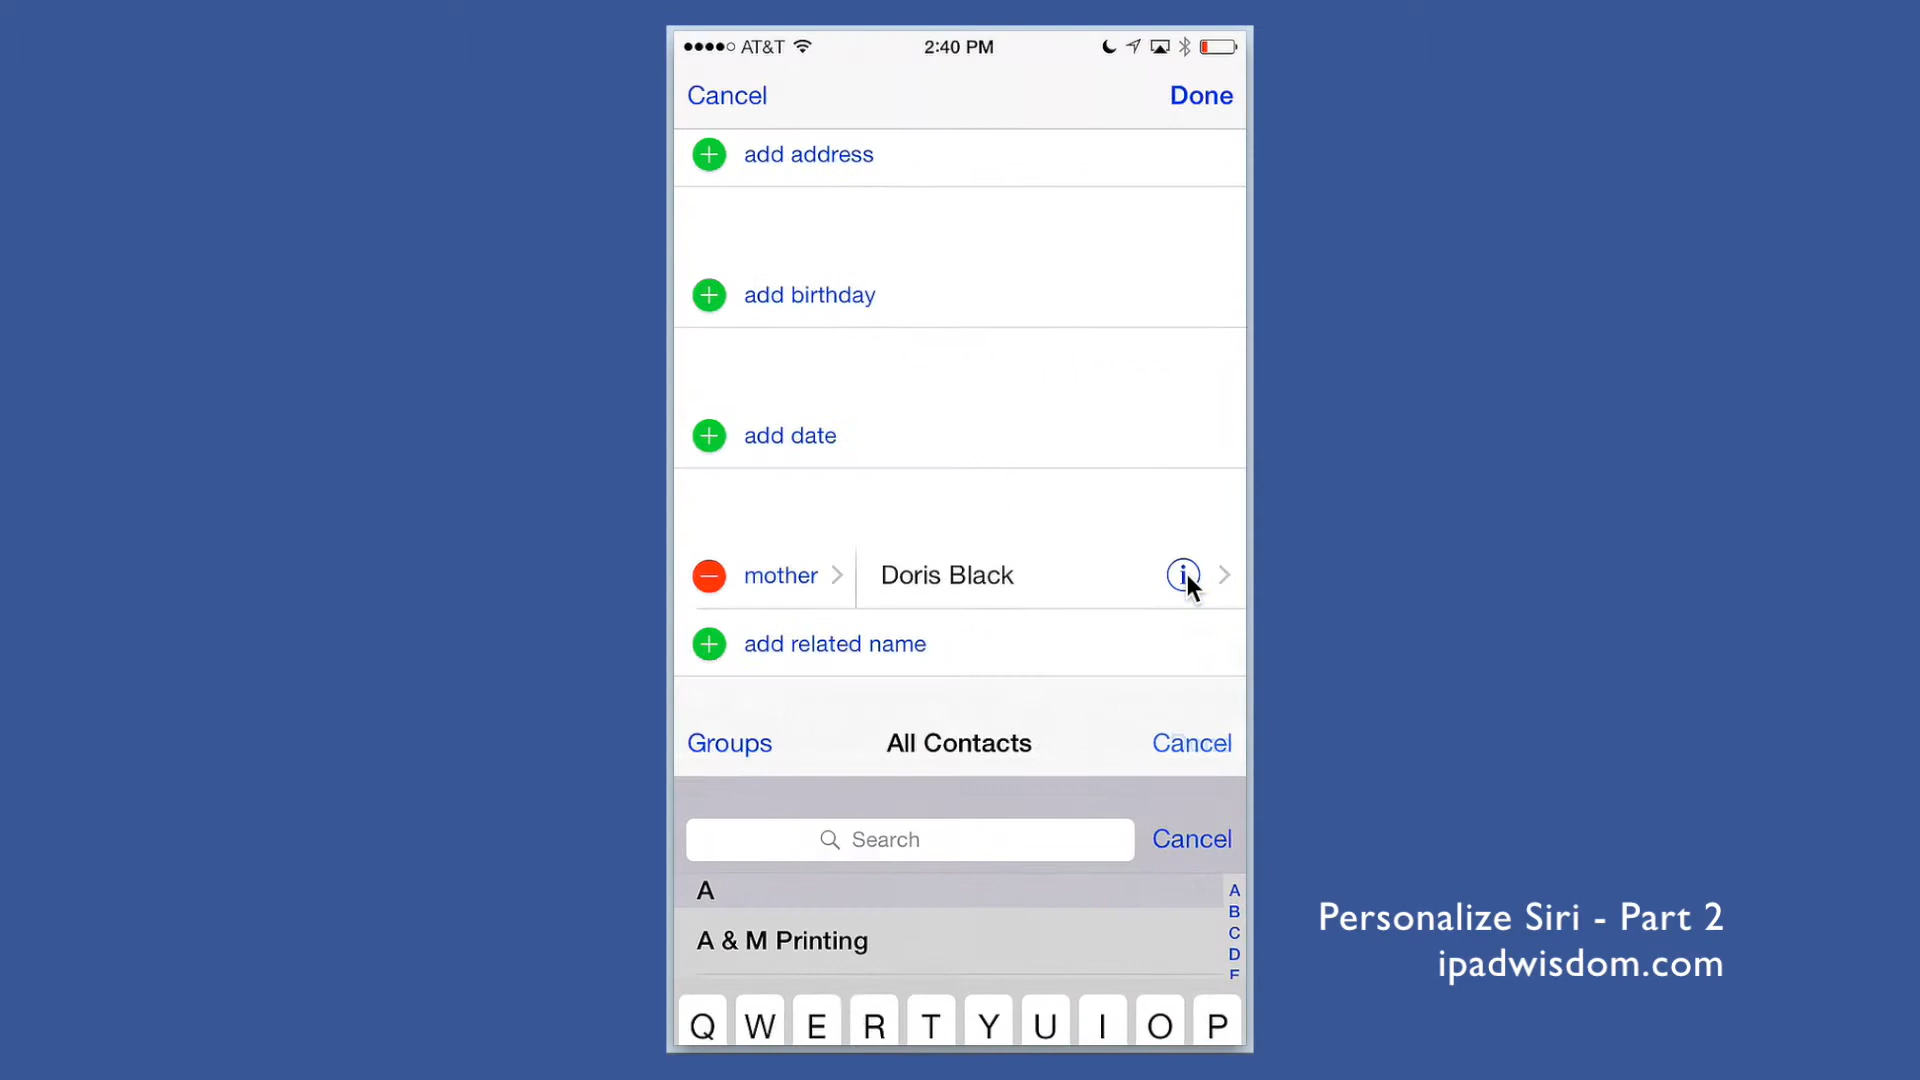 AT&T 2:40 PM
Cancel Done
add address
add birthday
add date
mother Doris Black
add related name
Groups All Contacts Cancel
Search Cancel
A
A & M Printing
A
B
C
D
F
Q W E R T Y U I O P
Personalize Siri - Part 2
ipadwisdom.com